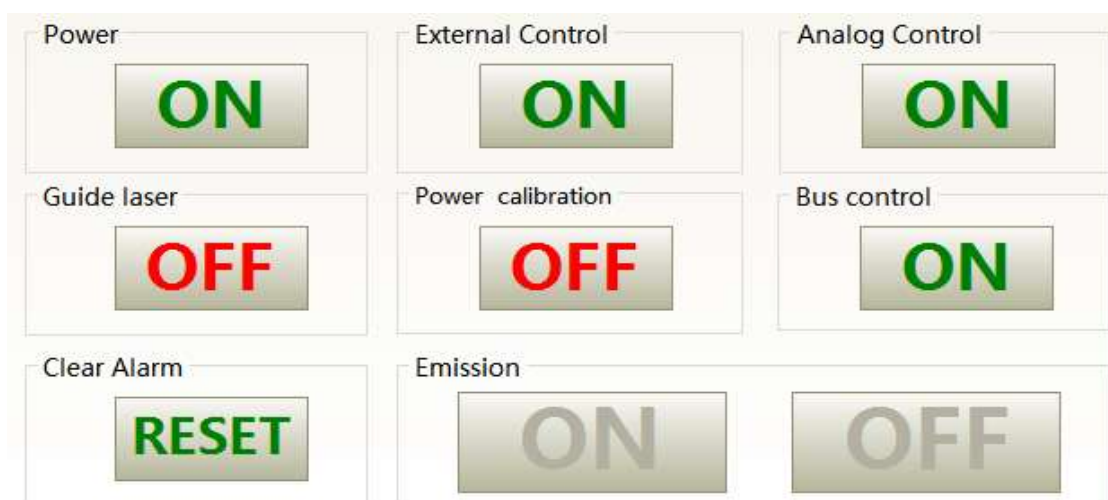 Power External Control Analog Control
ON ON ON
Guide laser Power calibration Bus control
OFF OFF ON
Clear Alarm Emission
RESET ON OFF